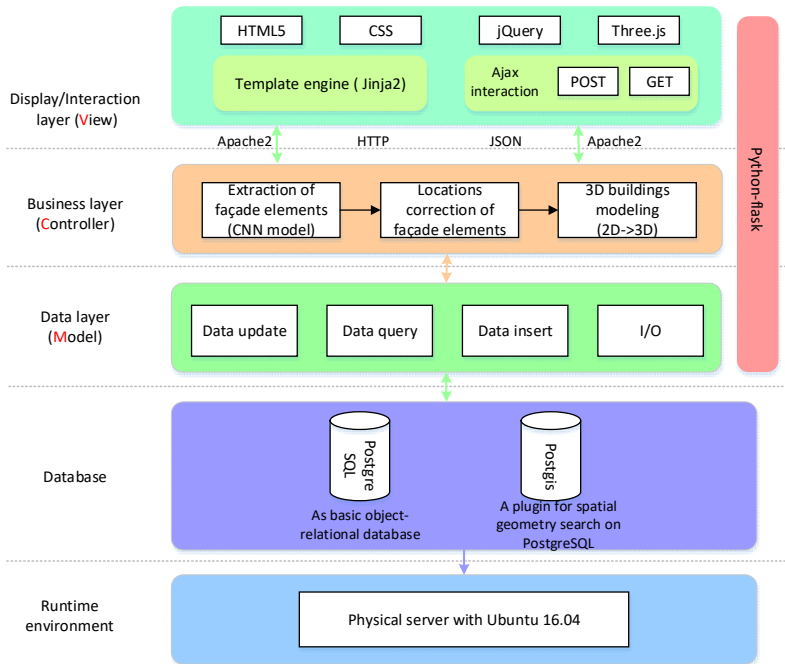 HTML5
CSS
jQuery
Three.js
Template engine ( Jinja2)
Ajax
interaction
POST
GET
Display/Interaction
layer (View)
Apache2
HTTP
JSON
Apache2
Python-flask
Business layer
(Controller)
Extraction of
façade elements
(CNN model)
Locations
correction of
façade elements
3D buildings
modeling
(2D->3D)
Data layer
(Model)
Data update
Data query
Data insert
I/O
Database
Postgre
SQL
As basic object-
relational database
Postgis
A plugin for spatial
geometry search on
PostgreSQL
Runtime
environment
Physical server with Ubuntu 16.04